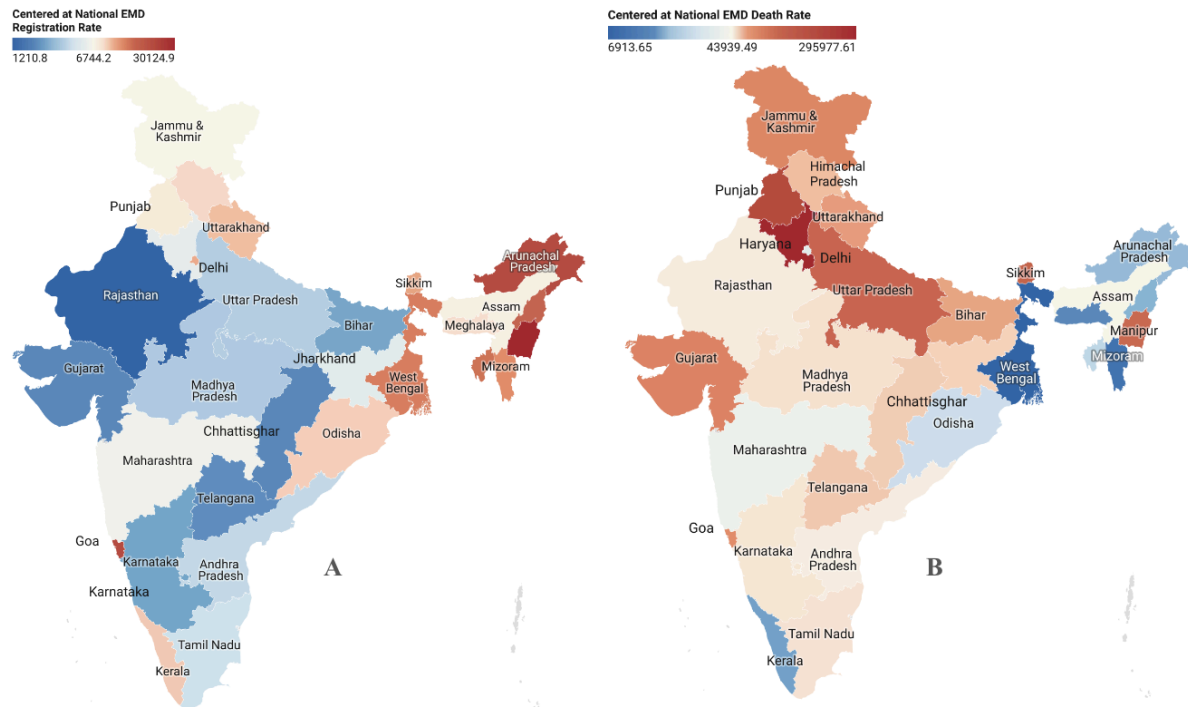 Centered at National EMD
Registration Rate
1210.8 6744.2 30124.9
Jammu &
Kashmir
Punjab
Uttarakhand
Delhi
Rajasthan
Uttar Pradesh
Sikkim
Arunachal
Pradesh
Assam
Meghalaya
Bihar
Gujarat
Jharkhand
Mizoram
Madhya
Pradesh
West
Bengal
Chhattisghar
Odisha
Maharashtra
Telangana
Goa
Karnataka
Andhra
Pradesh
Karnataka
Tamil Nadu
Kerala
A
Centered at National EMD Death Rate
6913.65 43939.49 295977.61
Jammu &
Kashmir
Himachal
Pradesh
Punjab
Uttarakhand
Haryana
Delhi
Arunachal
Pradesh
Sikkim
Rajasthan
Uttar Pradesh
Assam
Bihar
Manipur
Gujarat
Mizoram
Madhya
Pradesh
West
Bengal
Chhattisghar
Odisha
Maharashtra
Telangana
Goa
Karnataka
Andhra
Pradesh
Tamil Nadu
Kerala
B